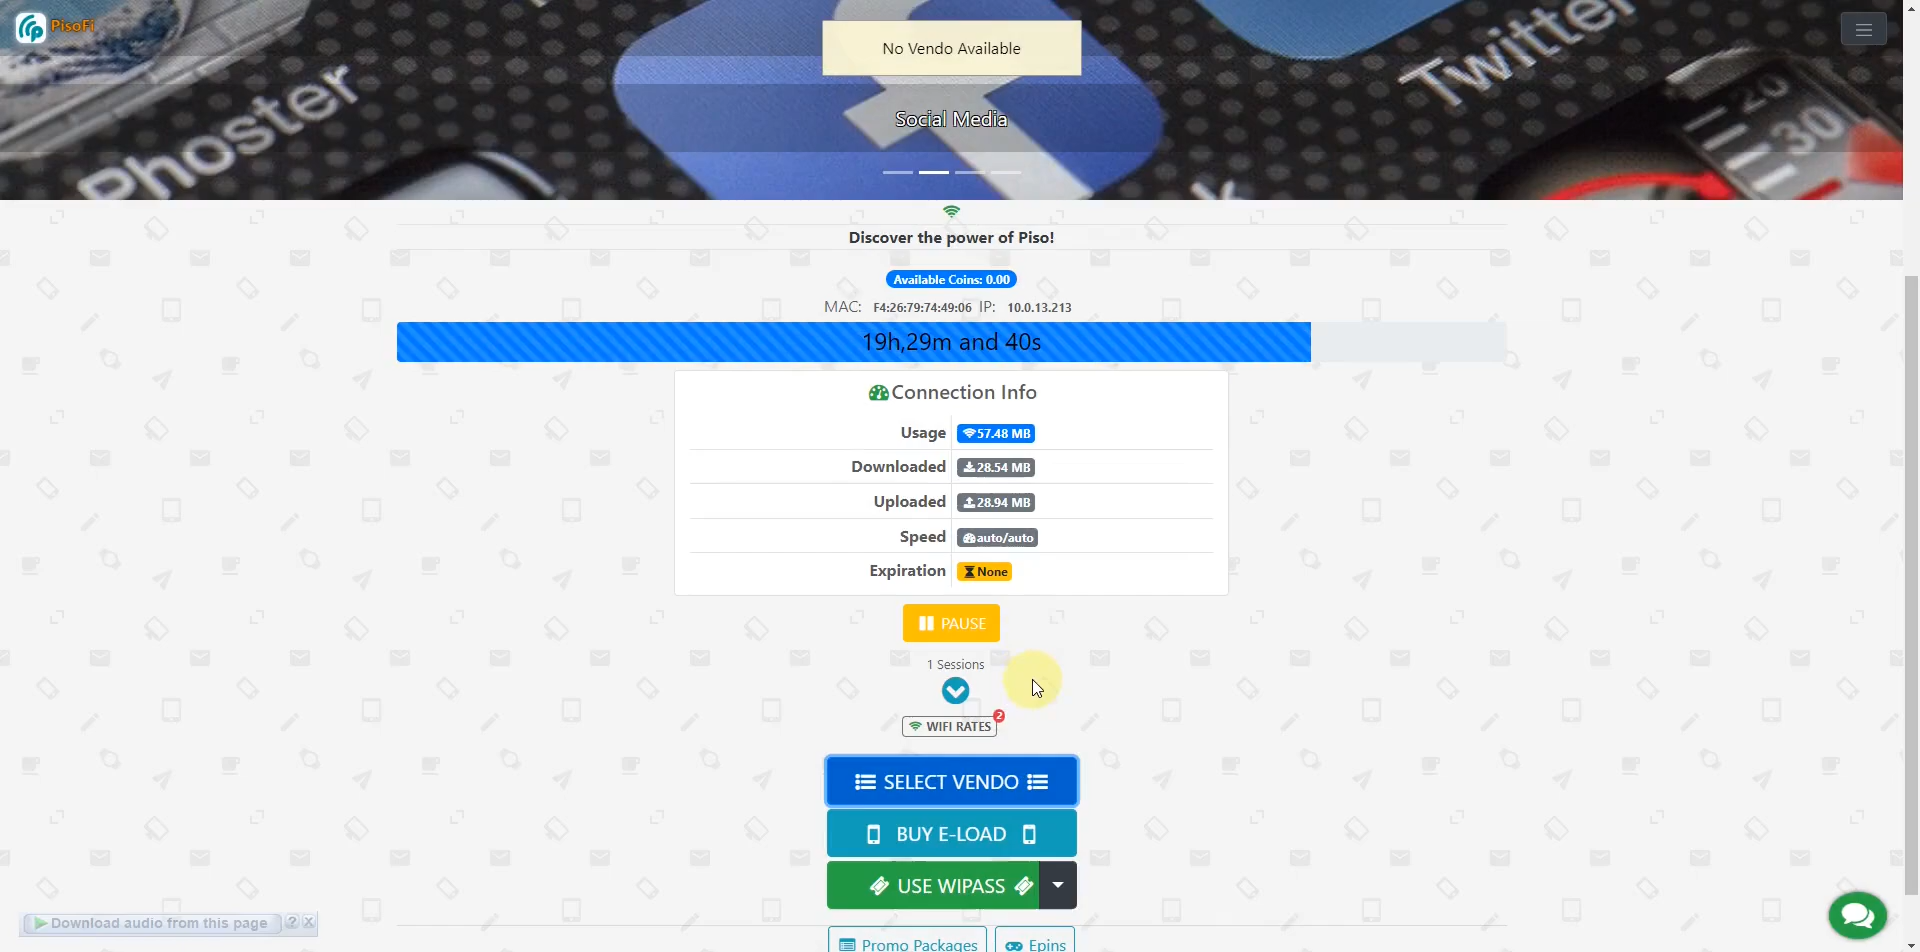 PisoFi
No Vendo Available
Phoster
Twitter
20
30
Social Media
Discover the power of Piso!
Available Coins: 0.00
MAC: F4:26:79:74:49:06 IP: 10.0.13.213
19h,29m and 40s
Connection Info
Usage 57.48 MB
Downloaded 28.54 MB
Uploaded 28.94 MB
Speed auto/auto
Expiration None
PAUSE
1 Sessions
WIFI RATES 2
SELECT VENDO
BUY E-LOAD
USE WIPASS
Download audio from this page ? X
Promo Packages Epins